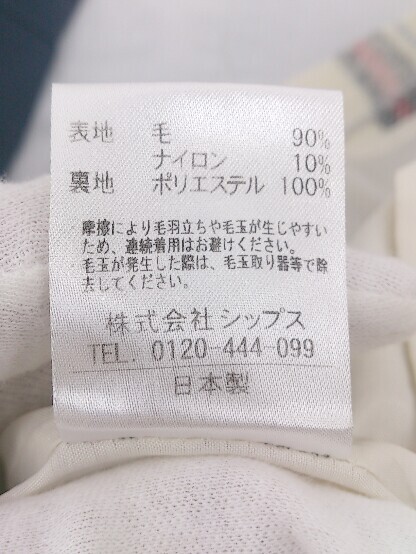 表地 毛 90%
ナイロン 10%
裏地 ポリエステル 100%
摩擦により毛羽立ちや毛玉が生じやすい
ため、連続着用はお避けください。
毛玉が発生した際は、毛玉取り器等で除
去してください。
株式会社シップス
TEL. 0120-444-099
日本製